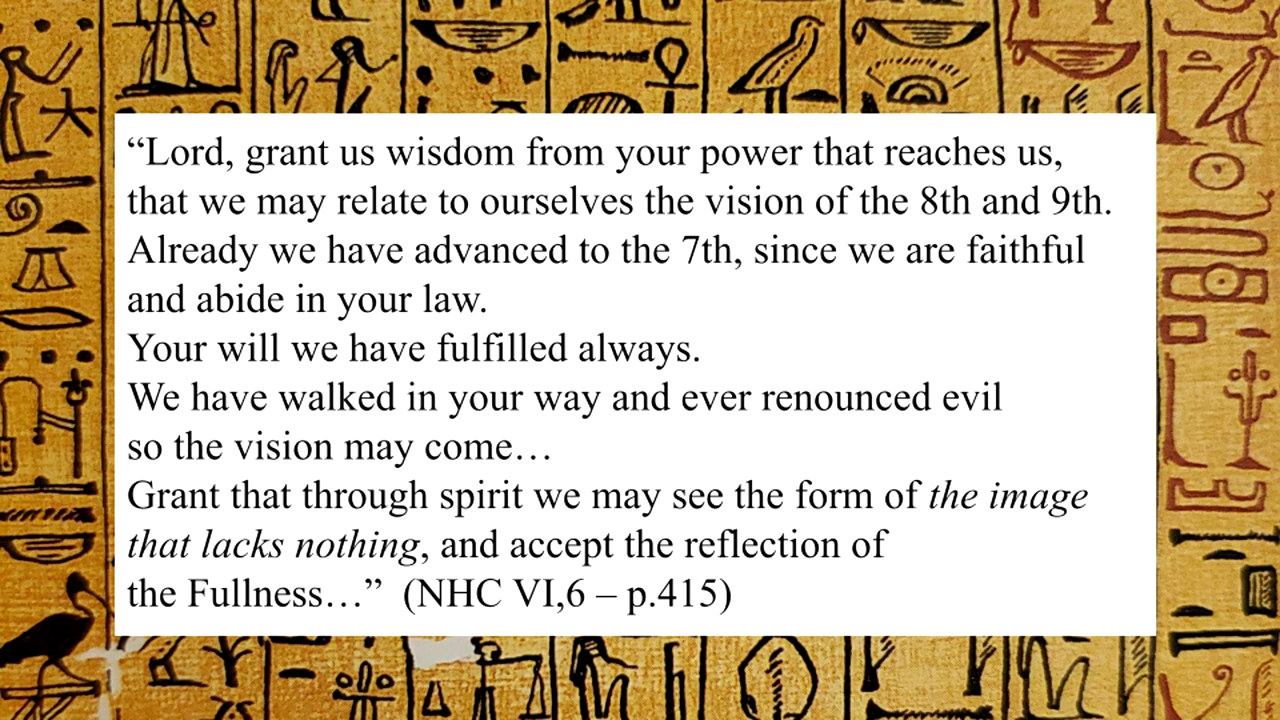 “Lord, grant us wisdom from your power that reaches us,
that we may relate to ourselves the vision of the 8th and 9th.
Already we have advanced to the 7th, since we are faithful
and abide in your law.
Your will we have fulfilled always.
We have walked in your way and ever renounced evil
so the vision may come…
Grant that through spirit we may see the form of the image
that lacks nothing, and accept the reflection of
the Fullness…”  (NHC VI,6 – p.415)